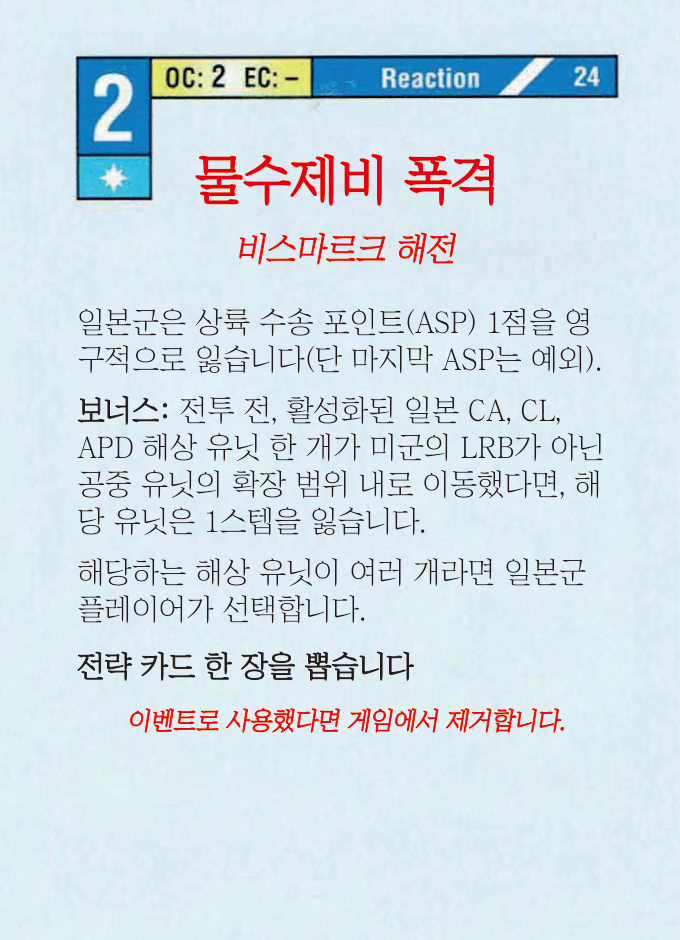 2
OC: 2 EC: – Reaction 24
물수제비 폭격
비스마르크 해전
일본군은 상륙 수송 포인트(ASP) 1점을 영
구적으로 잃습니다(단 마지막 ASP는 예외).
보너스: 전투 전, 활성화된 일본 CA, CL,
APD 해상 유닛 한 개가 미군의 LRB가 아닌
공중 유닛의 확장 범위 내로 이동했다면, 해
당 유닛은 1스텝을 잃습니다.
해당하는 해상 유닛이 여러 개라면 일본군
플레이어가 선택합니다.
전략 카드 한 장을 뽑습니다
이벤트로 사용했다면 게임에서 제거합니다.